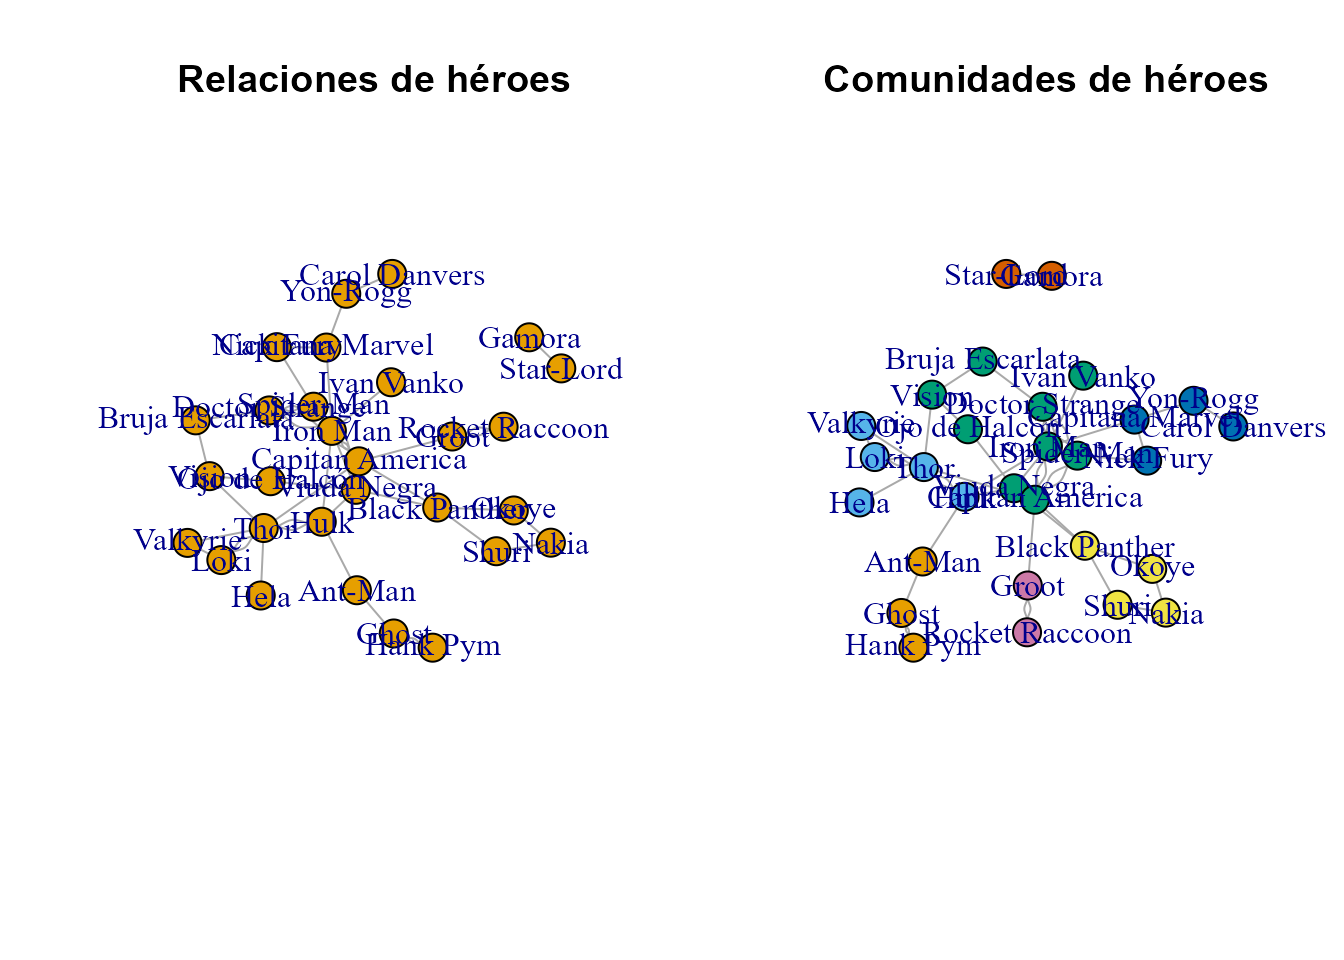 Relaciones de héroes
Carol Danvers
Yon-Rogg
Nick Fury
Capitana Marvel
Gamora
Star-Lord
Ivan Vanko
Spider-Man
Doctor Strange
Bruja Escarlata
Iron Man
Rocket Raccoon
Groot
Capitan America
Vision
Ojo de Halcon
Viuda Negra
Black Panther
Okoye
Thor
Hulk
Valkyrie
Nakia
Shuri
Loki
Hela
Ant-Man
Ghost
Hank Pym
Comunidades de héroes
Star-Lord
Gamora
Bruja Escarlata
Ivan Vanko
Vision
Yon-Rogg
Doctor Strange
Capitana Marvel
Valkyrie
Ojo de Halcon
Carol Danvers
Iron Man
Spider-Man
Nick Fury
Loki
Thor
Viuda Negra
Hulk
Capitan America
Hela
Black Panther
Ant-Man
Okoye
Groot
Shuri
Nakia
Ghost
Rocket Raccoon
Hank Pym